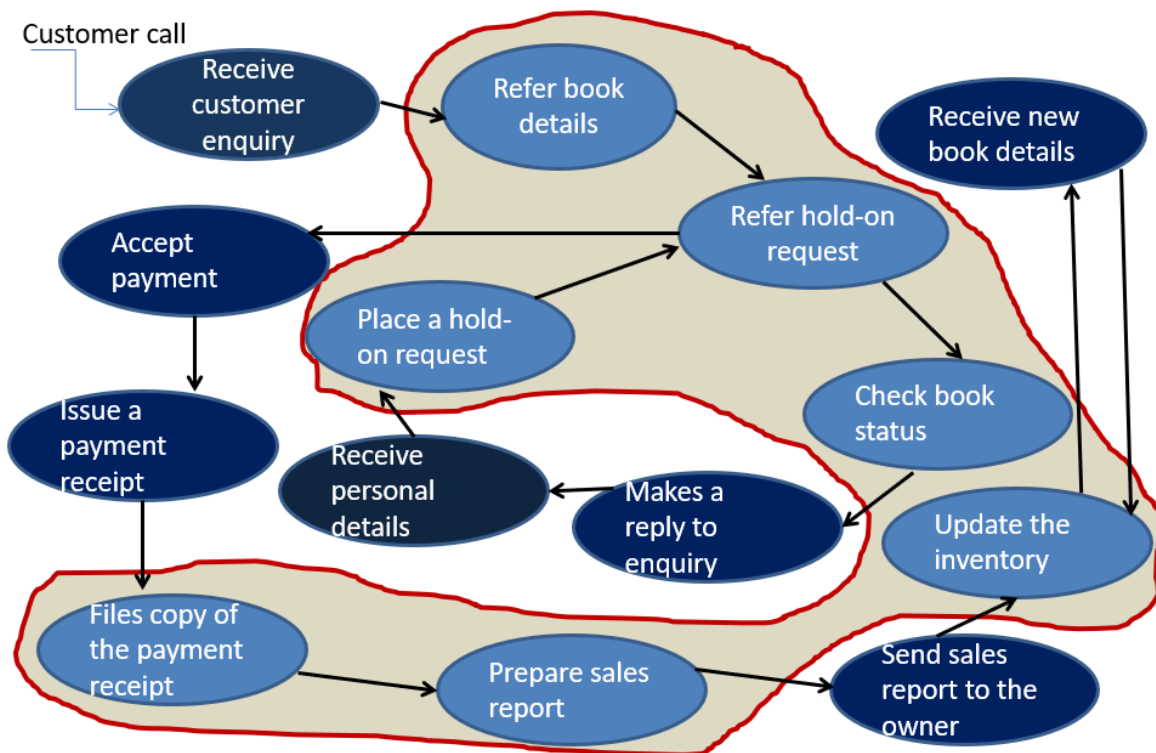 Customer call
Receive
customer
enquiry
Refer book
details
Receive new
book details
Refer hold-on
request
Accept
payment
Place a hold-
on request
Check book
status
Issue a
payment
receipt
Receive
personal
details
Makes a
reply to
enquiry
Update the
inventory
Files copy of
the payment
receipt
Prepare sales
report
Send sales
report to the
owner